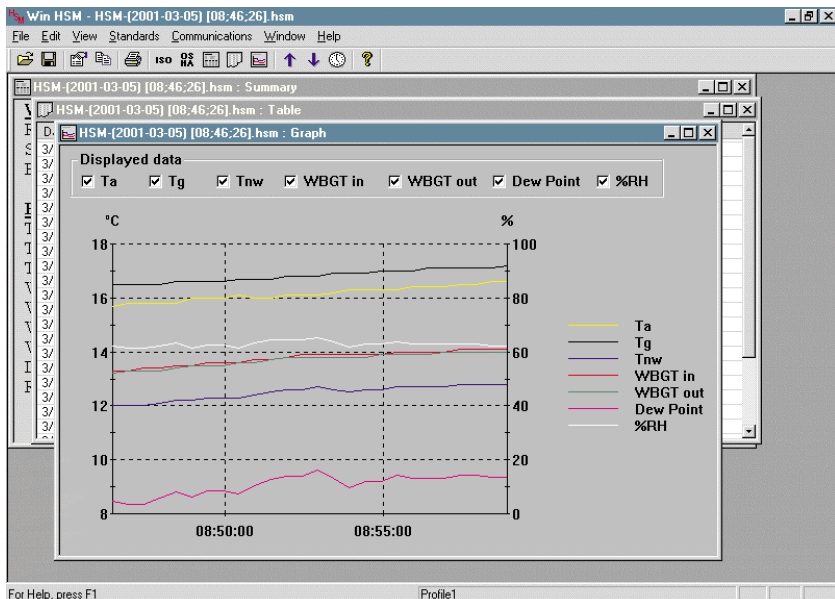 Win HSM - HSM-(2001-03-05) [08;46;26].hsm
File Edit View Standards Communications Window Help
ISO OSHA
HSM-(2001-03-05) [08;46;26].hsm : Summary
HSM-(2001-03-05) [08;46;26].hsm : Table
HSM-(2001-03-05) [08;46;26].hsm : Graph
Displayed data
Ta Tg Tnw WBGT in WBGT out Dew Point %RH
°C %
18 100
16 80
14 60
12 40
10 20
8 0
08:50:00 08:55:00
Ta
Tg
Tnw
WBGT in
WBGT out
Dew Point
%RH
For Help, press F1 Profile1